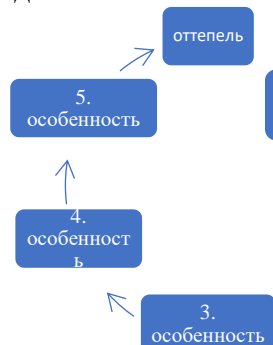 оттепель
5.
особенность
4.
особенност
ь
3.
особенность